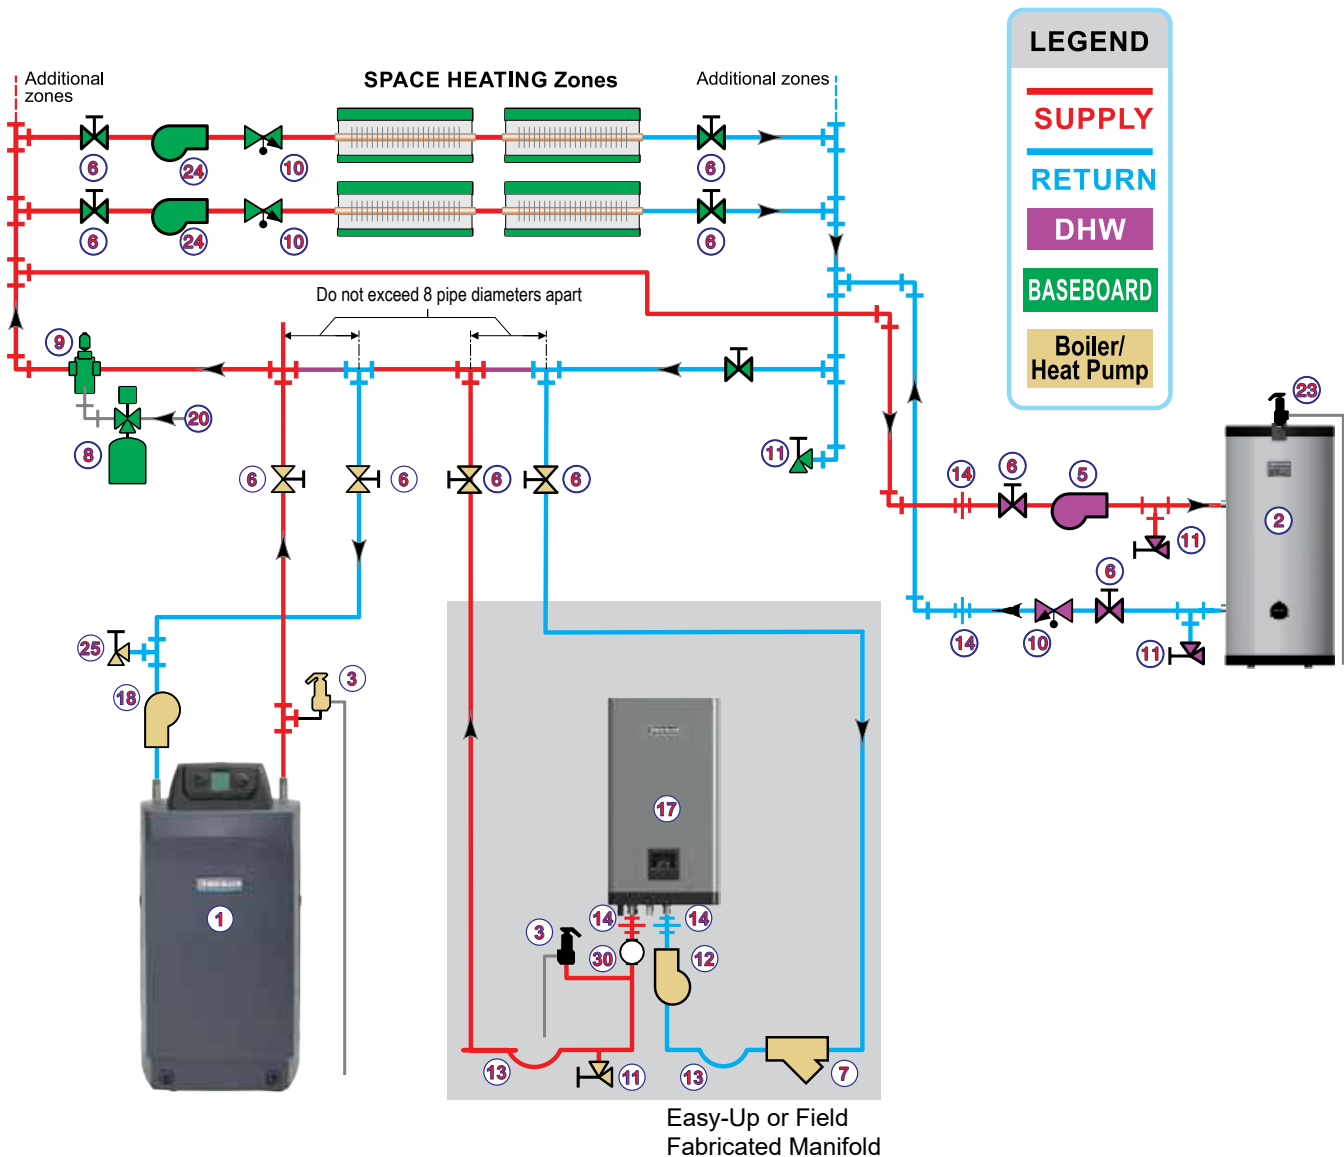 LEGEND
SUPPLY
RETURN
DHW
BASEBOARD
Boiler/
Heat Pump
Additional
zones
SPACE HEATING Zones
Additional zones
6
24
10
6
6
24
10
6
Do not exceed 8 pipe diameters apart
9
20
8
6
6
6
6
11
23
14
6
5
2
11
6
14
10
11
25
18
3
1
17
14
14
3
30
12
13
11
13
7
Easy-Up or Field
Fabricated Manifold